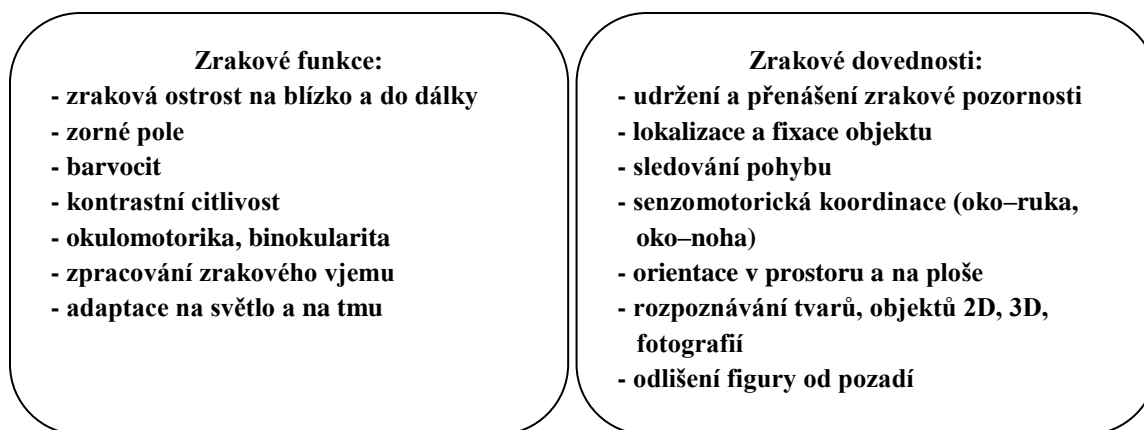 Zrakové funkce:
- zraková ostrost na blízko a do dálky
- zorné pole
- barvocit
- kontrastní citlivost
- okulomotorika, binokularita
- zpracování zrakového vjemu
- adaptace na světlo a na tmu
Zrakové dovednosti:
- udržení a přenášení zrakové pozornosti
- lokalizace a fixace objektu
- sledování pohybu
- senzomotorická koordinace (oko–ruka,
oko–noha)
- orientace v prostoru a na ploše
- rozpoznávání tvarů, objektů 2D, 3D,
fotografií
- odlišení figury od pozadí